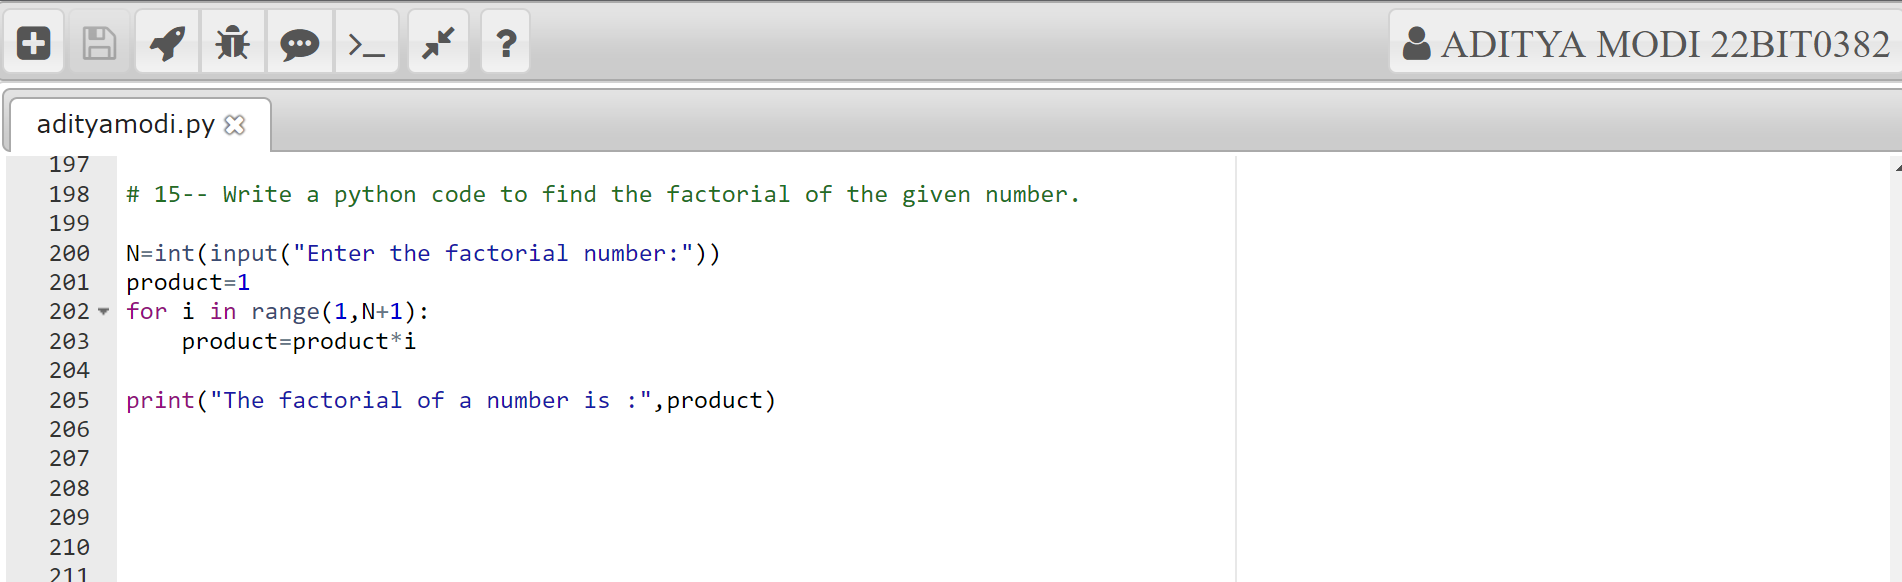 ADITYA MODI 22BIT0382
adityamodi.py
197
198 # 15-- Write a python code to find the factorial of the given number.
199
200 N=int(input("Enter the factorial number:"))
201 product=1
202 for i in range(1,N+1):
203     product=product*i
204
205 print("The factorial of a number is :",product)
206
207
208
209
210
211